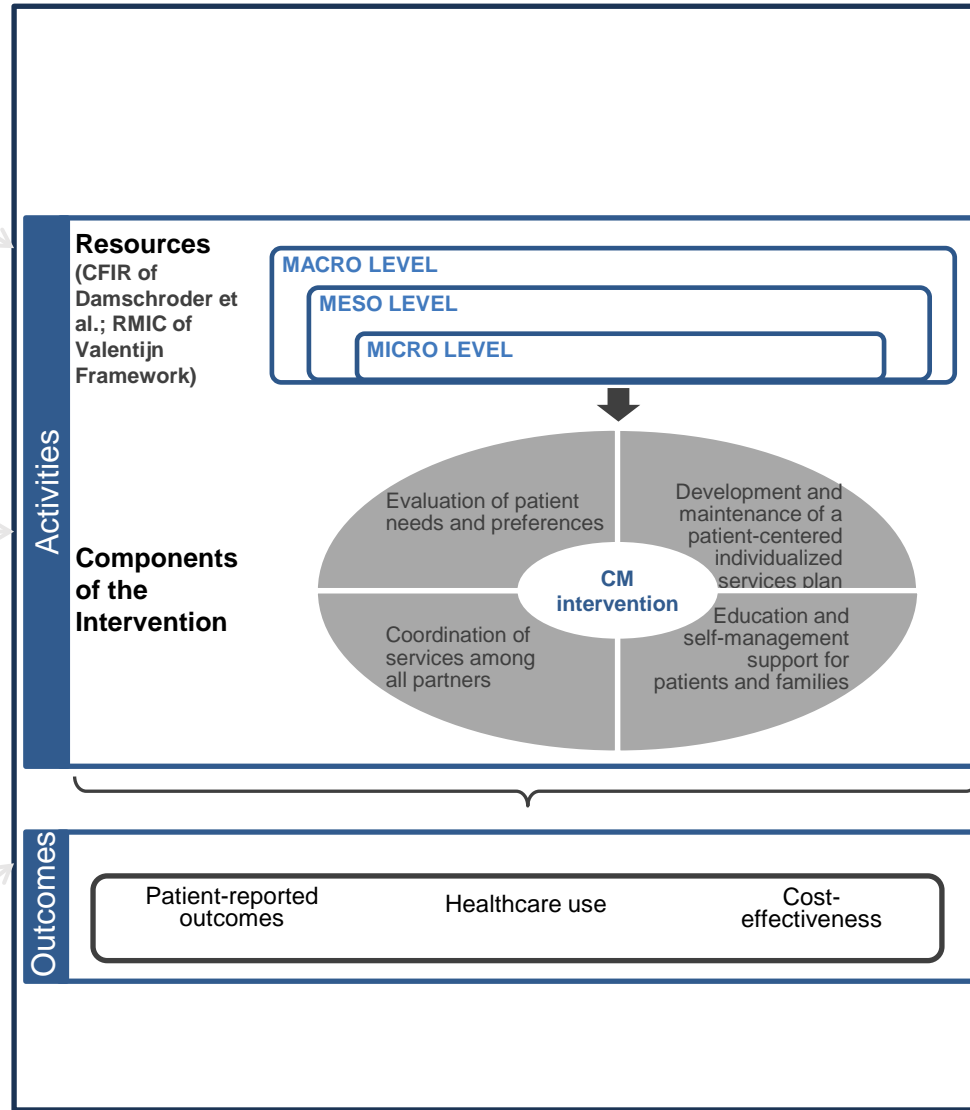 Activities
Resources
(CFIR of
Damschroder et
al.; RMIC of
Valentijn
Framework)
MACRO LEVEL
MESO LEVEL
MICRO LEVEL
Components
of the
Intervention
Evaluation of patient
needs and preferences
Development and
maintenance of a
patient-centered
individualized
services plan
CM
intervention
Coordination of
services among
all partners
Education and
self-management
support for
patients and families
Outcomes
Patient-reported
outcomes
Healthcare use
Cost-
effectiveness